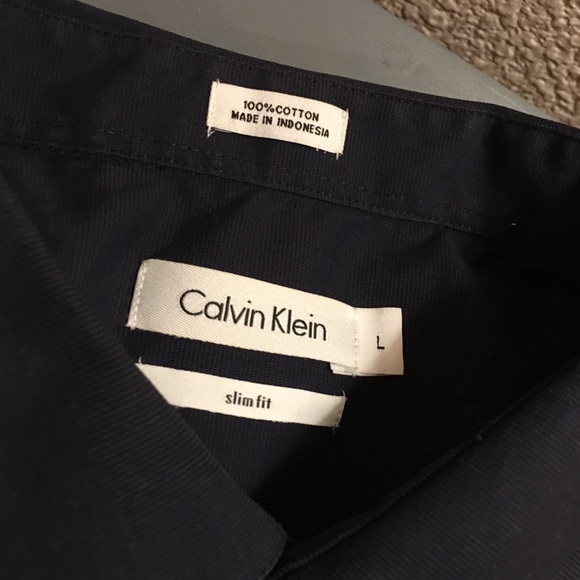 100%COTTON
MADE IN INDONESIA
Calvin Klein
L
slim fit